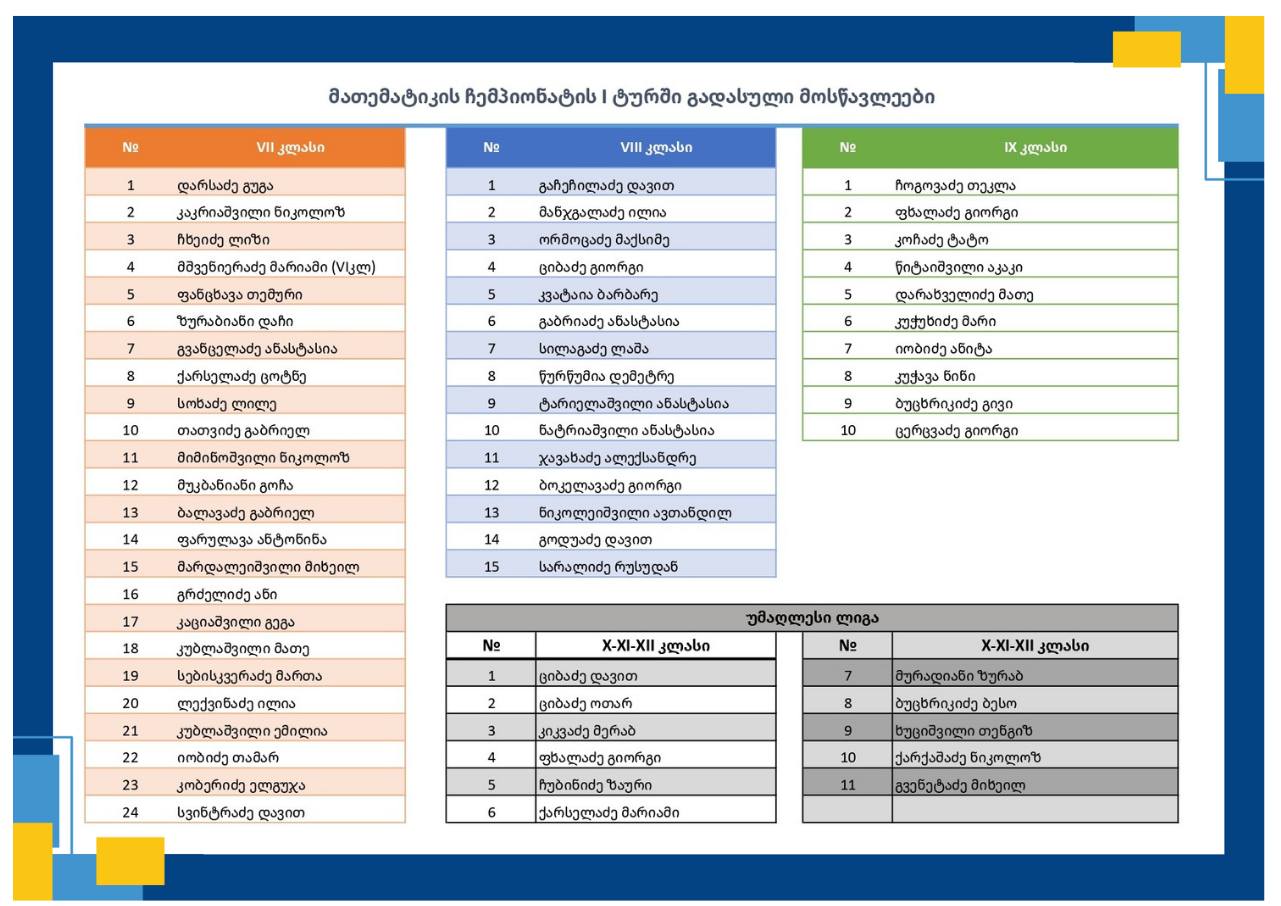 მათემატიკის ჩემპიონატის I ტურში გადასული მოსწავლეები
№ VII კლასი
1 დარსაძე გუგა
2 კაკრიაშვილი ნიკოლოზ
3 ჩხეიძე ლიზი
4 მშვენიერაძე მარიამი (VIკლ)
5 ფანცხავა თემური
6 ზურაბიანი დაჩი
7 გვანცელაძე ანასტასია
8 ქარსელაძე ცოტნე
9 სოხაძე ლილე
10 თათვიძე გაბრიელ
11 მიმინოშვილი ნიკოლოზ
12 მუკბანიანი გოჩა
13 ბალავაძე გაბრიელ
14 ფარულავა ანტონინა
15 მარდალეიშვილი მიხეილ
16 გრძელიძე ანი
17 კაციაშვილი გეგა
18 კუბლაშვილი მათე
19 სებისკვერაძე მართა
20 ლექვინაძე ილია
21 კუბლაშვილი ემილია
22 იობიძე თამარ
23 კობერიძე ელგუჯა
24 სვინტრაძე დავით
№ VIII კლასი
1 გაჩეჩილაძე დავით
2 მანჯგალაძე ილია
3 ორმოცაძე მაქსიმე
4 ციბაძე გიორგი
5 კვატაია ბარბარე
6 გაბრიაძე ანასტასია
7 სილაგაძე ლაშა
8 წურწუმია დემეტრე
9 ტარიელაშვილი ანასტასია
10 ნატრიაშვილი ანასტასია
11 ჯავახაძე ალექსანდრე
12 ბოკელავაძე გიორგი
13 ნიკოლეიშვილი ავთანდილ
14 გოდუაძე დავით
15 სარალიძე რუსუდან
№ IX კლასი
1 ჩოგოვაძე თეკლა
2 ფხალაძე გიორგი
3 კოჩაძე ტატო
4 წიტაიშვილი აკაკი
5 დარახველიძე მათე
6 კუჭუხიძე მარი
7 იობიძე ანიტა
8 კუჭავა ნინი
9 ბუცხრიკიძე გივი
10 ცერცვაძე გიორგი
უმაღლესი ლიგა
№ X-XI-XII კლასი
1 ციბაძე დავით
2 ციბაძე ოთარ
3 კიკვაძე მერაბ
4 ფხალაძე გიორგი
5 ჩუბინიძე ზაური
6 ქარსელაძე მარიამი
№ X-XI-XII კლასი
7 მურადიანი ზურაბ
8 ბუცხრიკიძე ბესო
9 ხუციშვილი თენგიზ
10 ქარქაშაძე ნიკოლოზ
11 გვენეტაძე მიხეილ